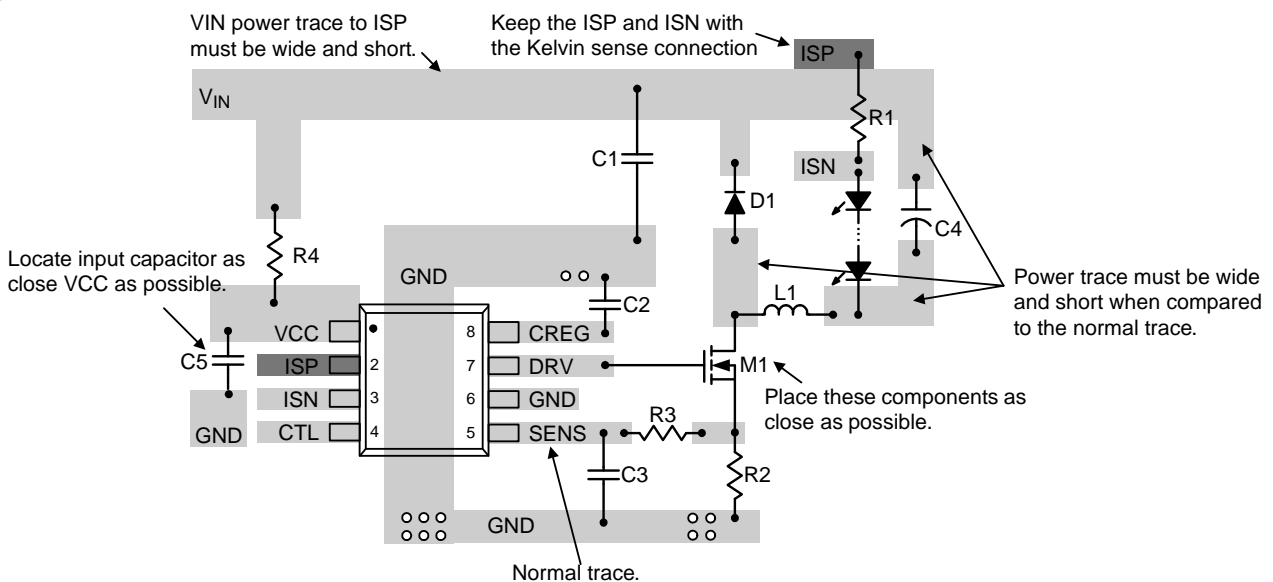 VIN power trace to ISP
must be wide and short.
Keep the ISP and ISN with
the Kelvin sense connection
ISP
VIN
R1
C1
ISN
D1
C4
R4
Locate input capacitor as
close VCC as possible.
GND
C2
L1
Power trace must be wide
and short when compared
to the normal trace.
VCC
8
CREG
C5
ISP
2
7
DRV
M1
ISN
3
6
GND
Place these components as
close as possible.
GND
CTL
4
5
SENS
R3
C3
R2
GND
Normal trace.